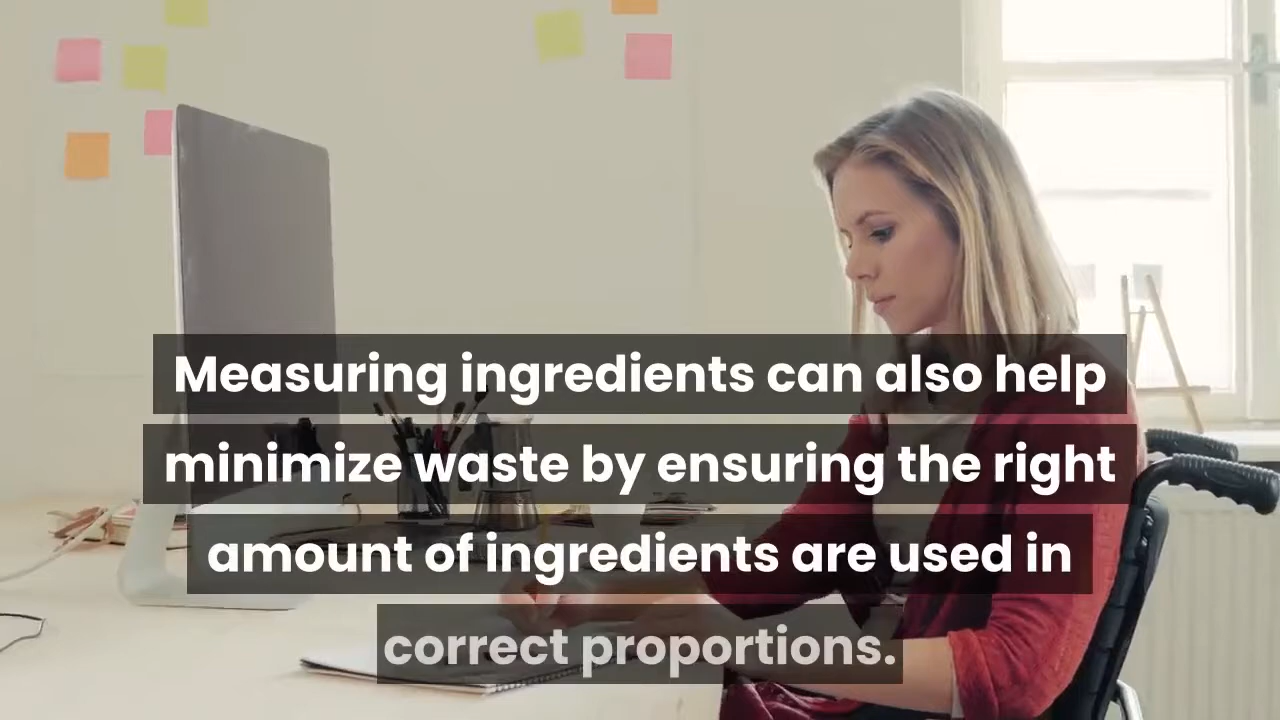 Measuring ingredients can also help
minimize waste by ensuring the right
amount of ingredients are used in
correct proportions.